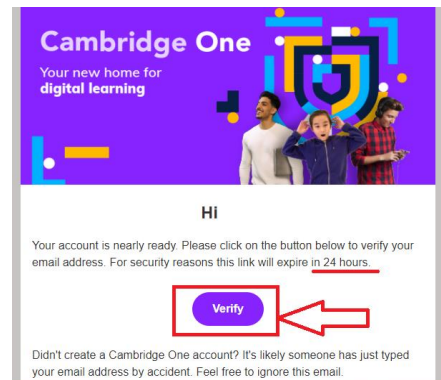 Cambridge One
Your new home for
digital learning
Hi
Your account is nearly ready. Please click on the button below to verify your
email address. For security reasons this link will expire in 24 hours.
Verify
Didn't create a Cambridge One account? It's likely someone has just typed
your email address by accident. Feel free to ignore this email.